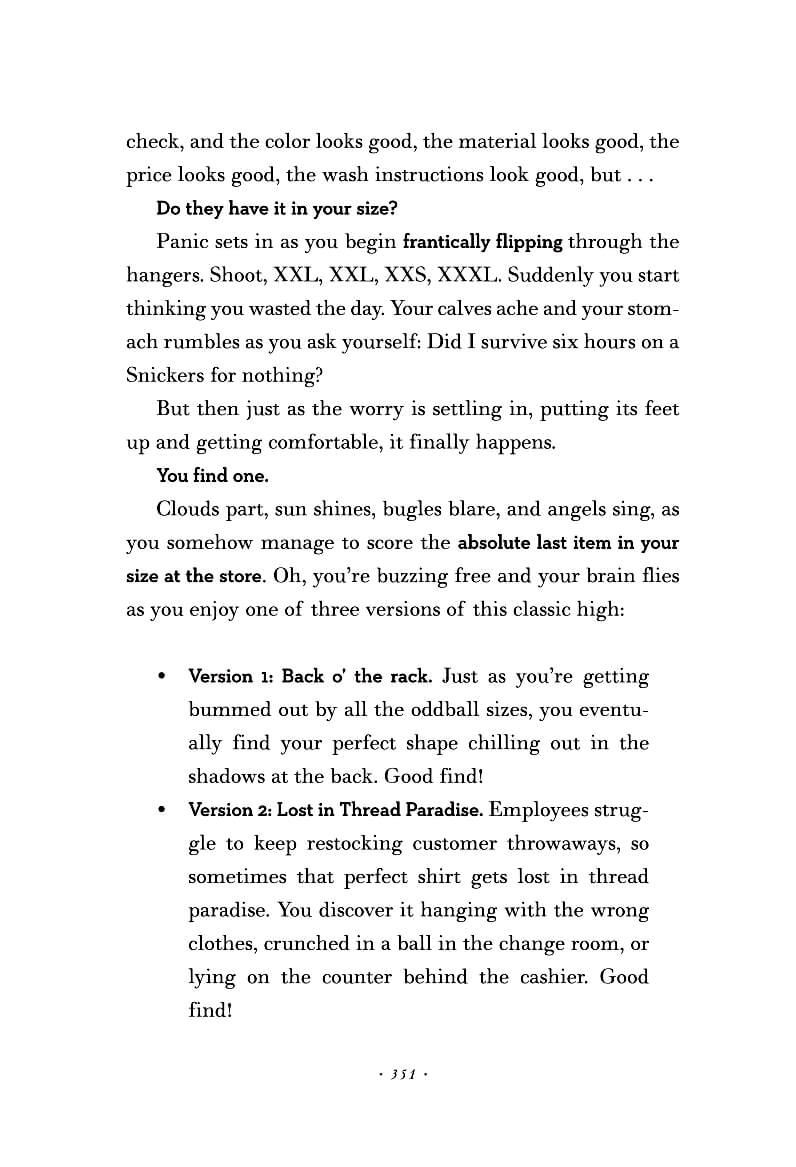 check, and the color looks good, the material looks good, the
price looks good, the wash instructions look good, but . . .
Do they have it in your size?
Panic sets in as you begin frantically flipping through the
hangers. Shoot, XXL, XXL, XXS, XXXL. Suddenly you start
thinking you wasted the day. Your calves ache and your stom-
ach rumbles as you ask yourself: Did I survive six hours on a
Snickers for nothing?
But then just as the worry is settling in, putting its feet
up and getting comfortable, it finally happens.
You find one.
Clouds part, sun shines, bugles blare, and angels sing, as
you somehow manage to score the absolute last item in your
size at the store. Oh, you’re buzzing free and your brain flies
as you enjoy one of three versions of this classic high:
• Version 1: Back o’ the rack. Just as you’re getting
bummed out by all the oddball sizes, you eventu-
ally find your perfect shape chilling out in the
shadows at the back. Good find!
• Version 2: Lost in Thread Paradise. Employees strug-
gle to keep restocking customer throwaways, so
sometimes that perfect shirt gets lost in thread
paradise. You discover it hanging with the wrong
clothes, crunched in a ball in the change room, or
lying on the counter behind the cashier. Good
find!
· 351 ·